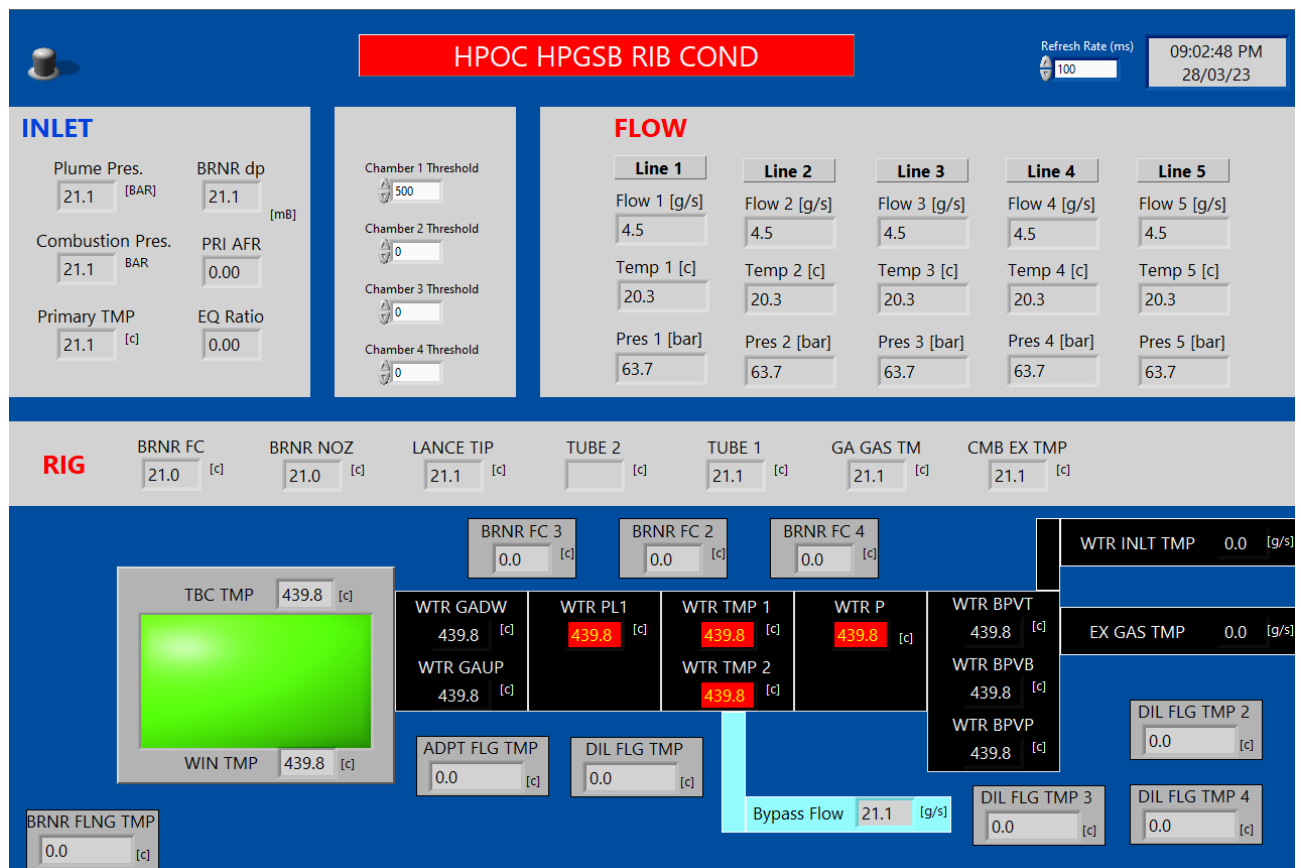 HPOC HPGSB RIB COND
Refresh Rate (ms)
100
09:02:48 PM
28/03/23
INLET
Plume Pres. BRNR dp
21.1 [BAR] 21.1 [mB]
Combustion Pres. PRI AFR
21.1 BAR 0.00
Primary TMP EQ Ratio
21.1 [c] 0.00
Chamber 1 Threshold
500
Chamber 2 Threshold
0
Chamber 3 Threshold
0
Chamber 4 Threshold
0
FLOW
Line 1 Line 2 Line 3 Line 4 Line 5
Flow 1 [g/s] Flow 2 [g/s] Flow 3 [g/s] Flow 4 [g/s] Flow 5 [g/s]
4.5 4.5 4.5 4.5 4.5
Temp 1 [c] Temp 2 [c] Temp 3 [c] Temp 4 [c] Temp 5 [c]
20.3 20.3 20.3 20.3 20.3
Pres 1 [bar] Pres 2 [bar] Pres 3 [bar] Pres 4 [bar] Pres 5 [bar]
63.7 63.7 63.7 63.7 63.7
RIG
BRNR FC BRNR NOZ LANCE TIP TUBE 2 TUBE 1 GA GAS TM CMB EX TMP
21.0 [c] 21.0 [c] 21.1 [c] [c] 21.1 [c] 21.1 [c] 21.1 [c]
BRNR FC 3 BRNR FC 2 BRNR FC 4
0.0 [c] 0.0 [c] 0.0 [c]
WTR INLT TMP 0.0 [g/s]
TBC TMP 439.8 [c]
WIN TMP 439.8 [c]
WTR GADW WTR PL1 WTR TMP 1 WTR P WTR BPVT
439.8 [c] 439.8 [c] 439.8 [c] 439.8 [c] 439.8 [c]
EX GAS TMP 0.0 [g/s]
WTR GAUP WTR TMP 2 WTR BPVB
439.8 [c] 439.8 [c] 439.8 [c]
WTR BPVP
439.8 [c]
ADPT FLG TMP DIL FLG TMP
0.0 [c] 0.0 [c]
DIL FLG TMP 2
0.0 [c]
Bypass Flow 21.1 [g/s]
DIL FLG TMP 3 DIL FLG TMP 4
0.0 [c] 0.0 [c]
BRNR FLNG TMP
0.0 [c]